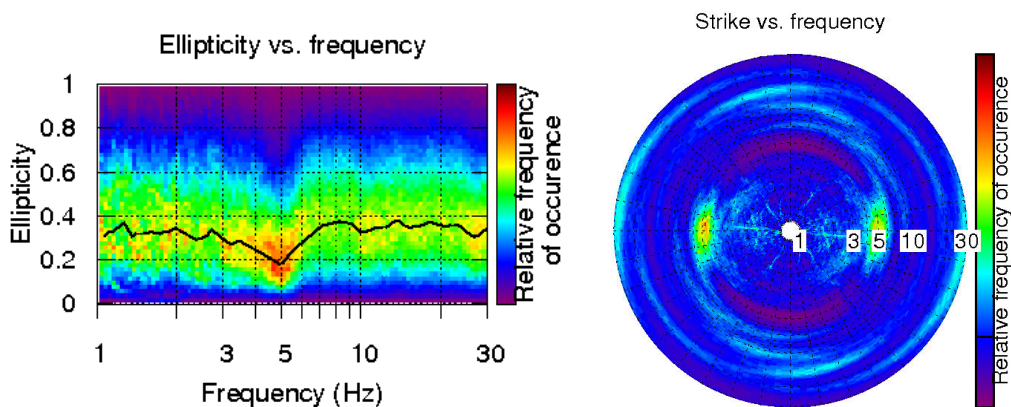 Ellipticity vs. frequency
Ellipticity
1
0.8
0.6
0.4
0.2
0
1 3 5 10 30
Frequency (Hz)
Relative frequency
of occurence
Strike vs. frequency
1 3 5 10 30
Relative frequency of occurence